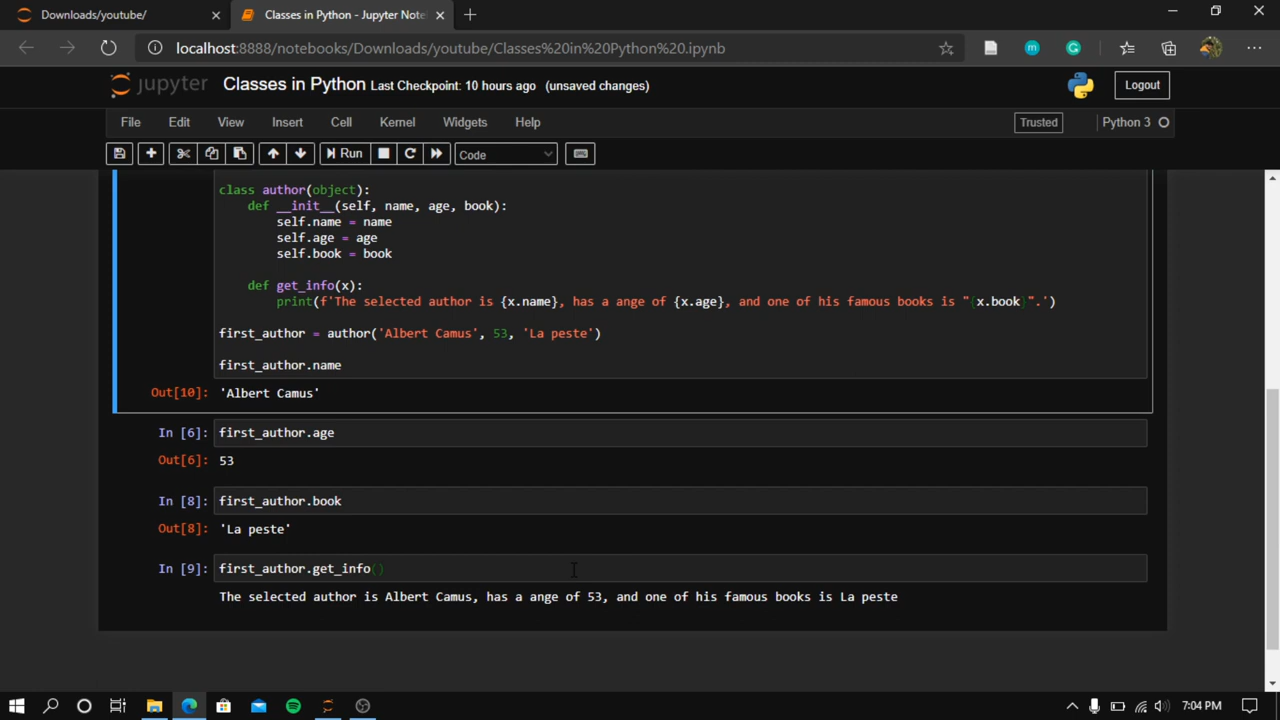 Downloads/youtube/
Classes in Python - Jupyter Note
localhost:8888/notebooks/Downloads/youtube/Classes%20in%20Python%20.ipynb
jupyter Classes in Python Last Checkpoint: 10 hours ago (unsaved changes) Logout
File Edit View Insert Cell Kernel Widgets Help Trusted Python 3
Run Code
class author(object):
def __init__(self, name, age, book):
self.name = name
self.age = age
self.book = book
def get_info(x):
print(f'The selected author is {x.name}, has a ange of {x.age}, and one of his famous books is "{x.book}".')
first_author = author('Albert Camus', 53, 'La peste')
first_author.name
Out[10]: 'Albert Camus'
In [6]: first_author.age
Out[6]: 53
In [8]: first_author.book
Out[8]: 'La peste'
In [9]: first_author.get_info()
The selected author is Albert Camus, has a ange of 53, and one of his famous books is La peste
7:04 PM